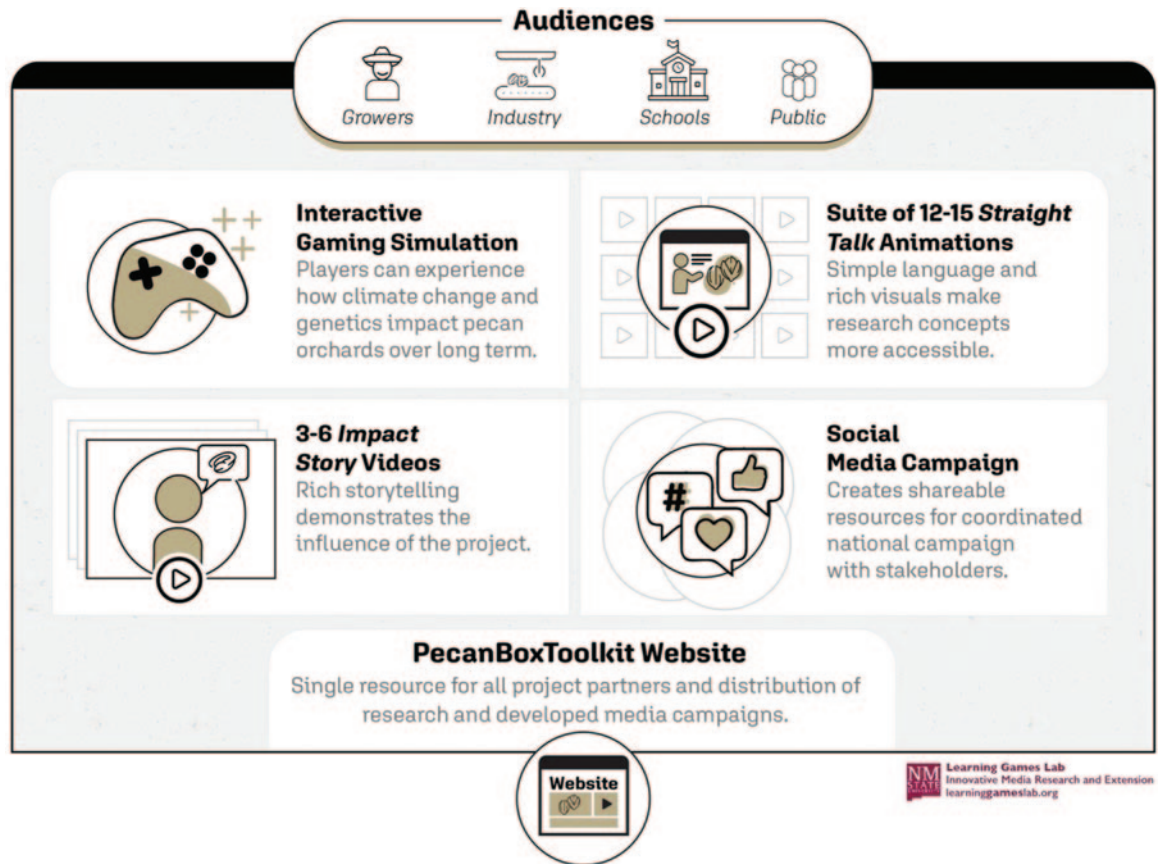 Audiences
Growers
Industry
Schools
Public
Interactive
Gaming Simulation
Players can experience
how climate change and
genetics impact pecan
orchards over long term.
Suite of 12-15 Straight
Talk Animations
Simple language and
rich visuals make
research concepts
more accessible.
3-6 Impact
Story Videos
Rich storytelling
demonstrates the
influence of the project.
#
Social
Media Campaign
Creates shareable
resources for coordinated
national campaign
with stakeholders.
PecanBoxToolkit Website
Single resource for all project partners and distribution of
research and developed media campaigns.
Website
NM
STATE
Learning Games Lab
Innovative Media Research and Extension
learninggameslab.org